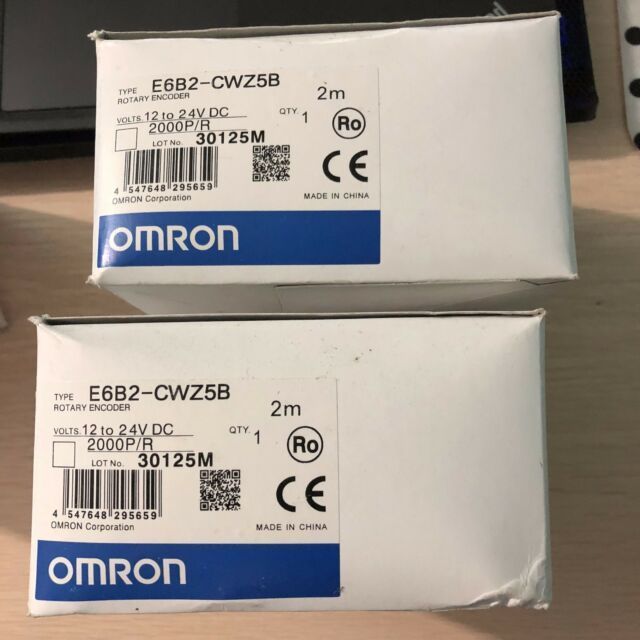 TYPE E6B2-CWZ5B
ROTARY ENCODER 2m
VOLTS. 12 to 24V DC QTY. 1
2000P/R Ro
LOT No. 30125M
CE
4 547648 295659
OMRON Corporation MADE IN CHINA
OMRON
TYPE E6B2-CWZ5B
ROTARY ENCODER 2m
VOLTS. 12 to 24V DC QTY. 1
2000P/R Ro
LOT No. 30125M
CE
4 547648 295659
OMRON Corporation MADE IN CHINA
OMRON